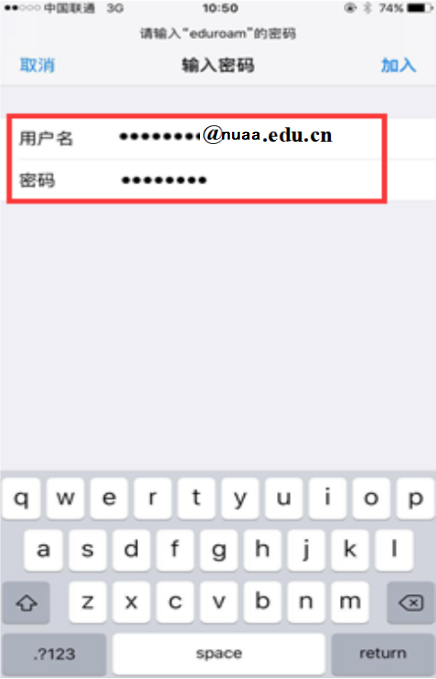 中国联通 3G 10:50 74%
请输入“eduroam”的密码
取消 输入密码 加入
用户名 ••••••••@nuaa.edu.cn
密码 ••••••••
q w e r t y u i o p
a s d f g h j k l
z x c v b n m
.?123 space return